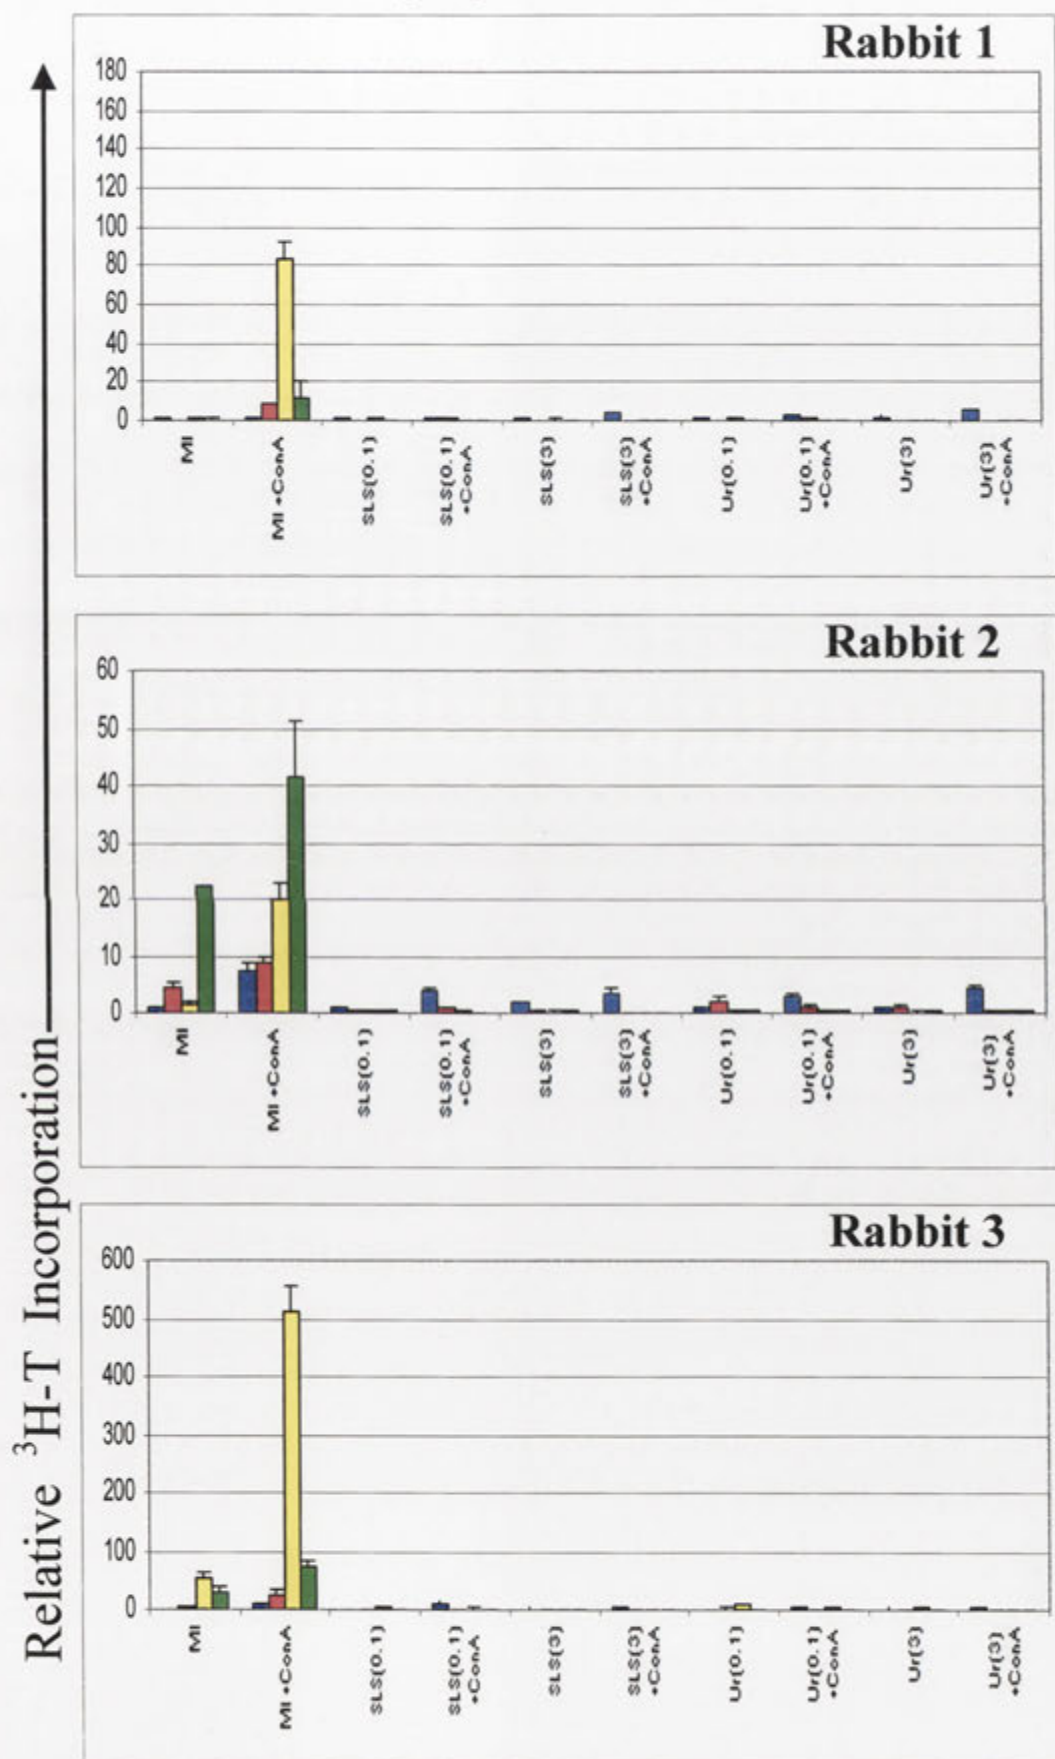 Relative ³H-T Incorporation
Rabbit 1
180
160
140
120
100
80
60
40
20
0
MI
MI +ConA
SLS(0.1)
SLS(0.1)
+ConA
SLS(3)
SLS(3)
+ConA
Ur(0.1)
Ur(0.1)
+ConA
Ur(3)
Ur(3)
+ConA
Rabbit 2
60
50
40
30
20
10
0
MI
MI +ConA
SLS(0.1)
SLS(0.1)
+ConA
SLS(3)
SLS(3)
+ConA
Ur(0.1)
Ur(0.1)
+ConA
Ur(3)
Ur(3)
+ConA
Rabbit 3
600
500
400
300
200
100
0
MI
MI +ConA
SLS(0.1)
SLS(0.1)
+ConA
SLS(3)
SLS(3)
+ConA
Ur(0.1)
Ur(0.1)
+ConA
Ur(3)
Ur(3)
+ConA